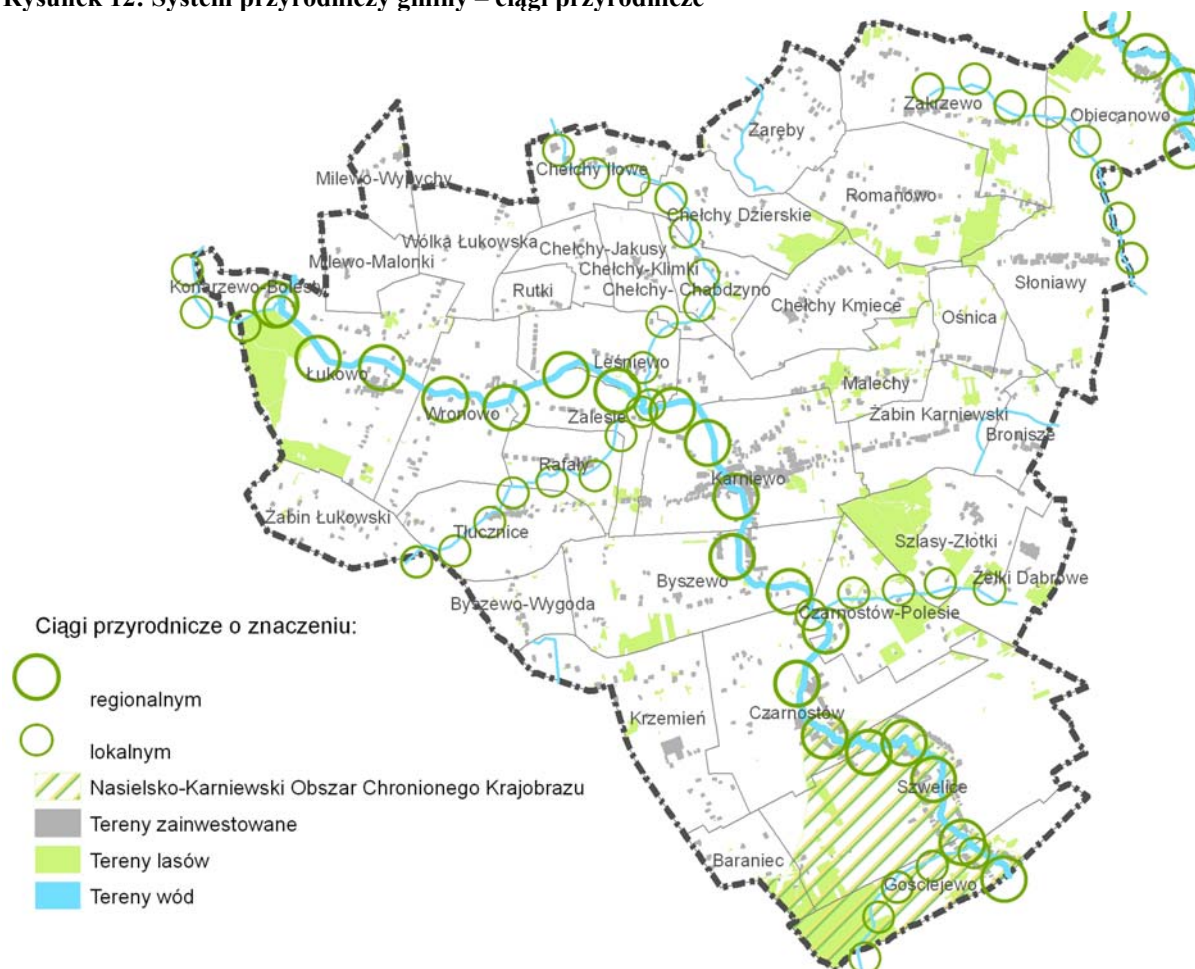 Rysunek 12: System przyrodniczy gminy – ciągi przyrodnicze
Zakrzewo
Obiecanowo
Żaręby
Chełchy Iłowe
Milewo-Wypychy
Romanowo
Chełchy Dzierskie
Wólka Łukowska
Chełchy-Jakusy
Milewo-Malonki
Chełchy-Klimki
Słoniawy
Konarzewo-Bolesty
Rutki
Chełchy- Chabdzyno
Chełchy Kmiece
Ośnica
Leśniewo
Łukowo
Malechy
Wronowo
Zalesie
Żabin Karniewski
Bronisze
Rafały
Karniewo
Żabin Łukowski
Tłucznice
Szlasy-Złotki
Byszewo
Żelki Dąbrowe
Byszewo-Wygoda
Czarnostów-Polesie
Ciągi przyrodnicze o znaczeniu:
regionalnym
Krzemień
Czarnostów
lokalnym
Nasielsko-Karniewski Obszar Chronionego Krajobrazu
Szwelice
Tereny zainwestowane
Tereny lasów
Baraniec
Gościejewo
Tereny wód